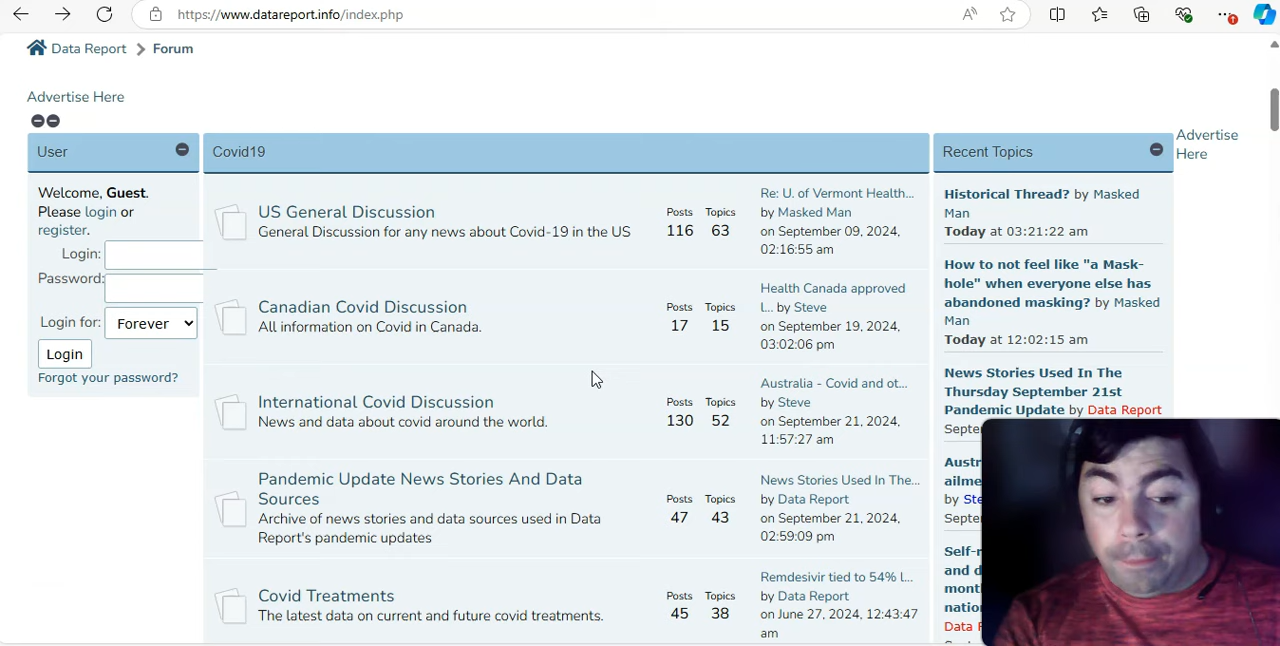 https://www.datareport.info/index.php
Data Report
Forum
Advertise Here
User
Covid19
Recent Topics
Advertise
Here
Welcome, Guest.
Please login or
register.
Login:
Password:
Login for:
Forever
Login
Forgot your password?
US General Discussion
General Discussion for any news about Covid-19 in the US
Posts
116
Topics
63
Re: U. of Vermont Health...
by Masked Man
on September 09, 2024,
02:16:55 am
Canadian Covid Discussion
All information on Covid in Canada.
Posts
17
Topics
15
Health Canada approved
l... by Steve
on September 19, 2024,
03:02:06 pm
International Covid Discussion
News and data about covid around the world.
Posts
130
Topics
52
Australia - Covid and ot...
by Steve
on September 21, 2024,
11:57:27 am
Pandemic Update News Stories And Data
Sources
Archive of news stories and data sources used in Data
Report's pandemic updates
Posts
47
Topics
43
News Stories Used In The...
by Data Report
on September 21, 2024,
02:59:09 pm
Covid Treatments
The latest data on current and future covid treatments.
Posts
45
Topics
38
Remdesivir tied to 54% l...
by Data Report
on June 27, 2024, 12:43:47
am
Historical Thread? by Masked
Man
Today at 03:21:22 am
How to not feel like "a Mask-
hole" when everyone else has
abandoned masking? by Masked
Man
Today at 12:02:15 am
News Stories Used In The
Thursday September 21st
Pandemic Update by Data Report